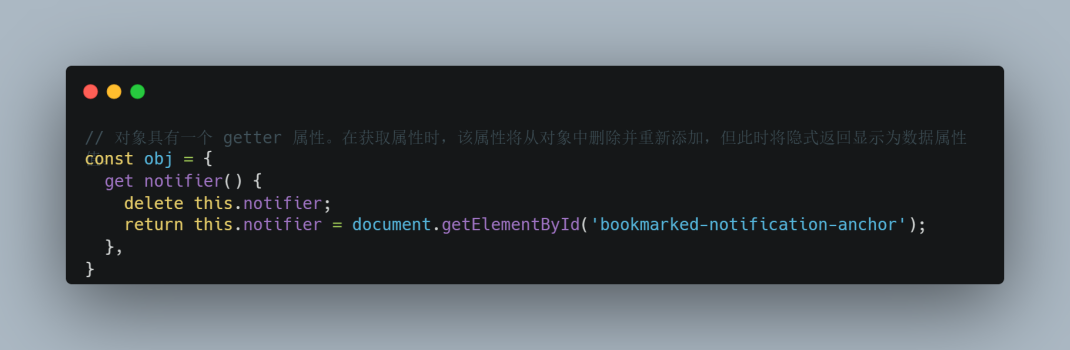 // 对象具有一个 getter 属性。在获取属性时，该属性将从对象中删除并重新添加，但此时将隐式返回显示为数据属性
const obj = {
get notifier() {
delete this.notifier;
return this.notifier = document.getElementById('bookmarked-notification-anchor');
},
}